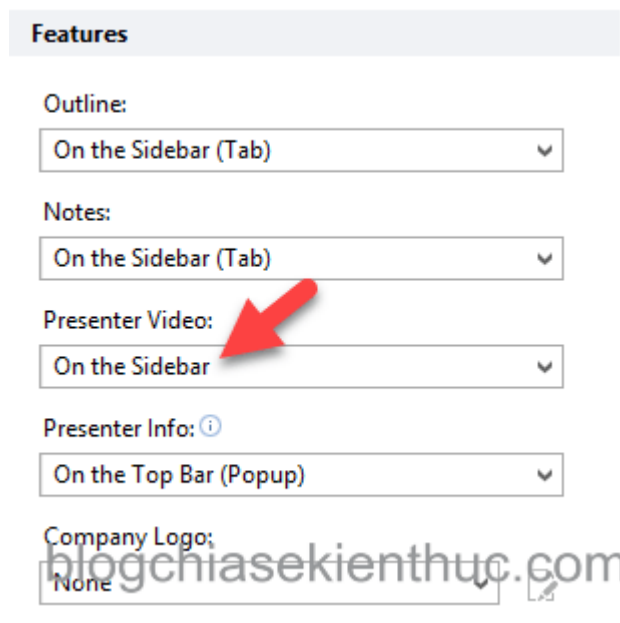 Features
Outline:
On the Sidebar (Tab)
Notes:
On the Sidebar (Tab)
Presenter Video:
On the Sidebar
Presenter Info:
On the Top Bar (Popup)
Company Logo:
blogchiasekienthuc.com
None